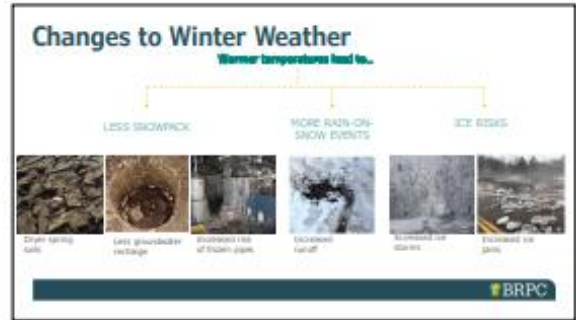 Changes to Winter Weather
Warmer temperatures lead to...
LESS SNOWPACK
MORE RAIN-ON-
SNOW EVENTS
ICE RISKS
Dryer spring
soils
Less groundwater
recharge
Increased risk
of frozen pipes
Increased
runoff
Increased ice
storms
Increased ice
jams
BRPC